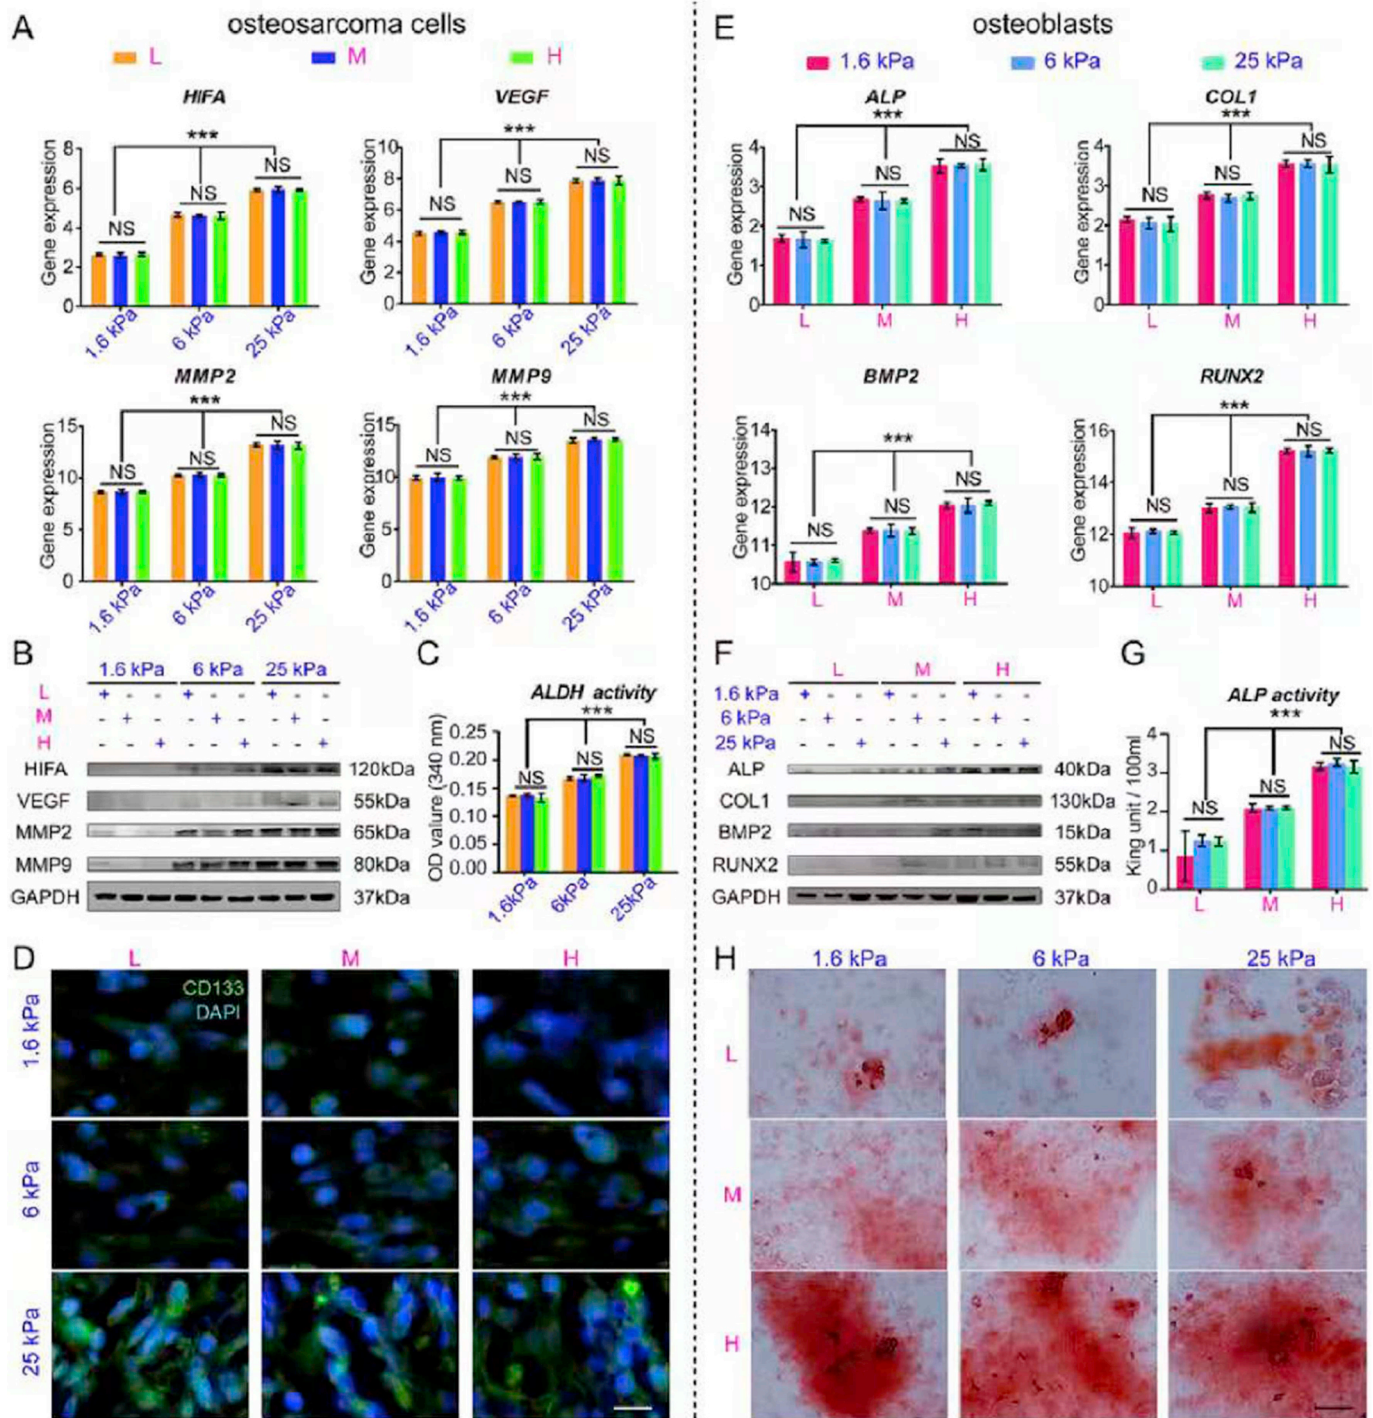 A
osteosarcoma cells
L M H
HIFA
VEGF
Gene expression
8
6
4
2
0
NS
NS
NS
***
1.6 kPa
6 kPa
25 kPa
Gene expression
10
8
6
4
2
0
NS
NS
NS
***
1.6 kPa
6 kPa
25 kPa
MMP2
MMP9
Gene expression
15
10
5
0
NS
NS
NS
***
1.6 kPa
6 kPa
25 kPa
Gene expression
15
10
5
0
NS
NS
NS
***
1.6 kPa
6 kPa
25 kPa
B
1.6 kPa 6 kPa 25 kPa
L + - - + - - + - -
M - + - - + - - + -
H - - + - - + - - +
HIFA 120kDa
VEGF 55kDa
MMP2 65kDa
MMP9 80kDa
GAPDH 37kDa
C
ALDH activity
***
OD valure (340 nm)
0.25
0.20
0.15
0.10
0.05
0.00
NS
NS
NS
1.6kPa
6kPa
25kPa
D
L M H
CD133
DAPI
1.6 kPa
6 kPa
25 kPa
E
osteoblasts
1.6 kPa 6 kPa 25 kPa
ALP
COL1
Gene expression
4
3
2
1
0
NS
NS
NS
***
L M H
Gene expression
4
3
2
1
0
NS
NS
NS
***
L M H
BMP2
RUNX2
Gene expression
14
13
12
11
10
NS
NS
NS
***
L M H
Gene expression
16
14
12
10
NS
NS
NS
***
L M H
F
L M H
1.6 kPa + - - + - - + - -
6 kPa - + - - + - - + -
25 kPa - - + - - + - - +
ALP 40kDa
COL1 130kDa
BMP2 15kDa
RUNX2 55kDa
GAPDH 37kDa
G
ALP activity
***
King unit / 100ml
4
3
2
1
0
NS
NS
NS
L M H
H
1.6 kPa 6 kPa 25 kPa
L
M
H